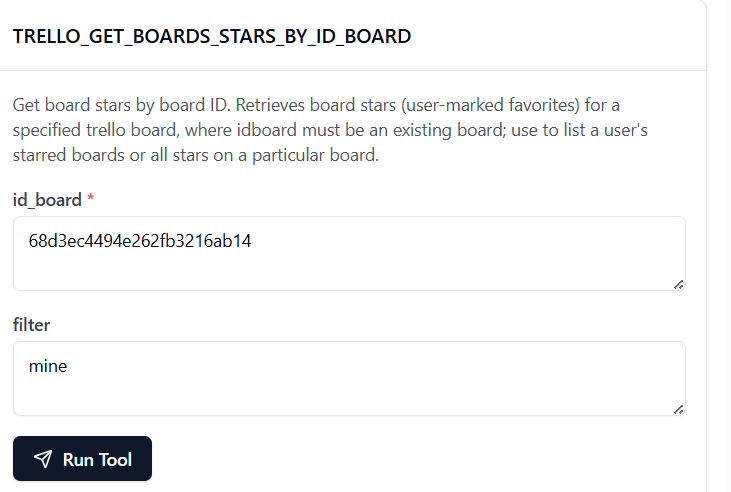 TRELLO_GET_BOARDS_STARS_BY_ID_BOARD
Get board stars by board ID. Retrieves board stars (user-marked favorites) for a
specified trello board, where idboard must be an existing board; use to list a user's
starred boards or all stars on a particular board.
id_board *
68d3ec4494e262fb3216ab14
filter
mine
Run Tool